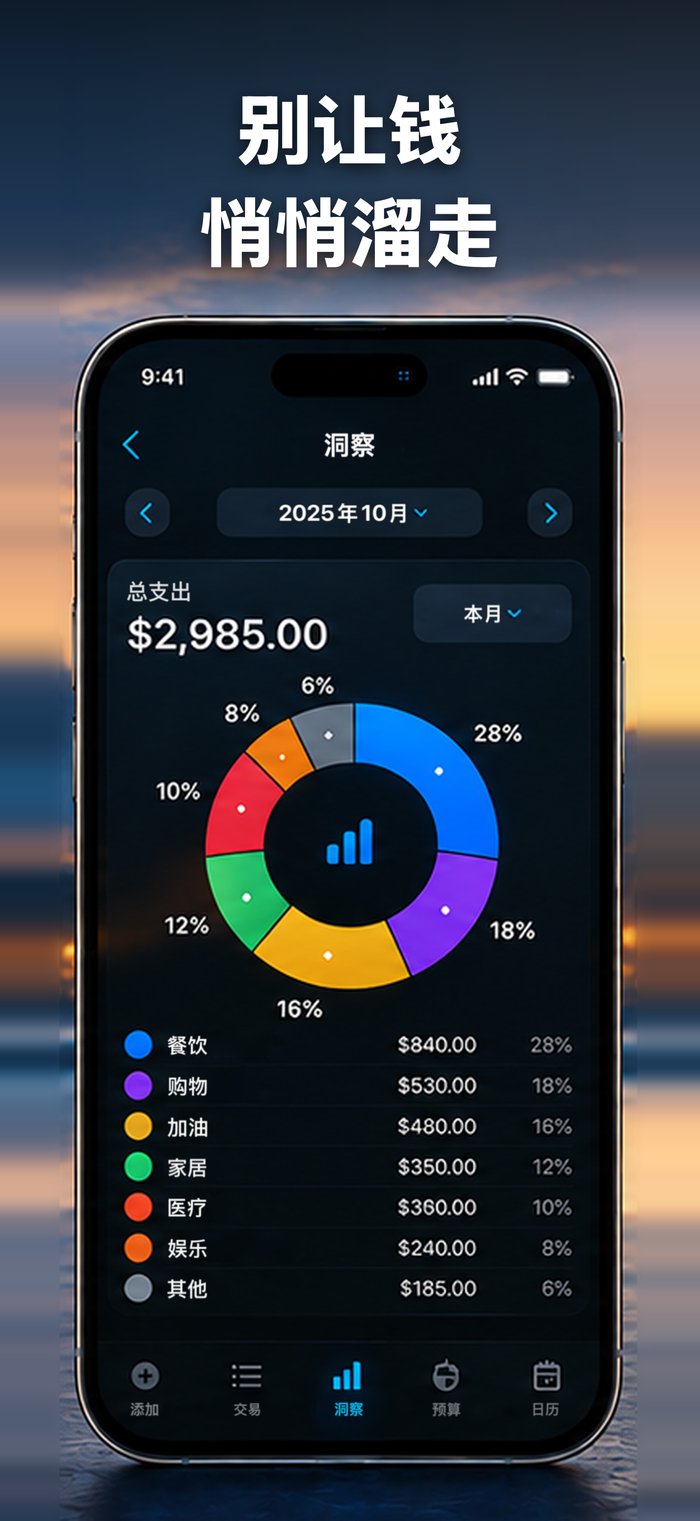 别让钱
悄悄溜走
9:41
洞察
2025年10月
总支出
$2,985.00
本月
6%
8%
28%
10%
12%
18%
16%
餐饮 $840.00 28%
购物 $530.00 18%
加油 $480.00 16%
家居 $350.00 12%
医疗 $360.00 10%
娱乐 $240.00 8%
其他 $185.00 6%
添加 交易 洞察 预算 日历